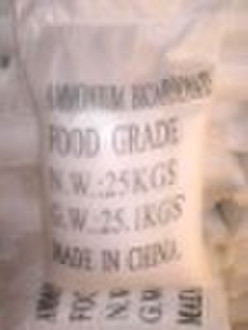 AMMONIUM BICARBONATE
FOOD GRADE
N.W.:25KGS
G.W.:25.1KGS
MADE IN CHINA